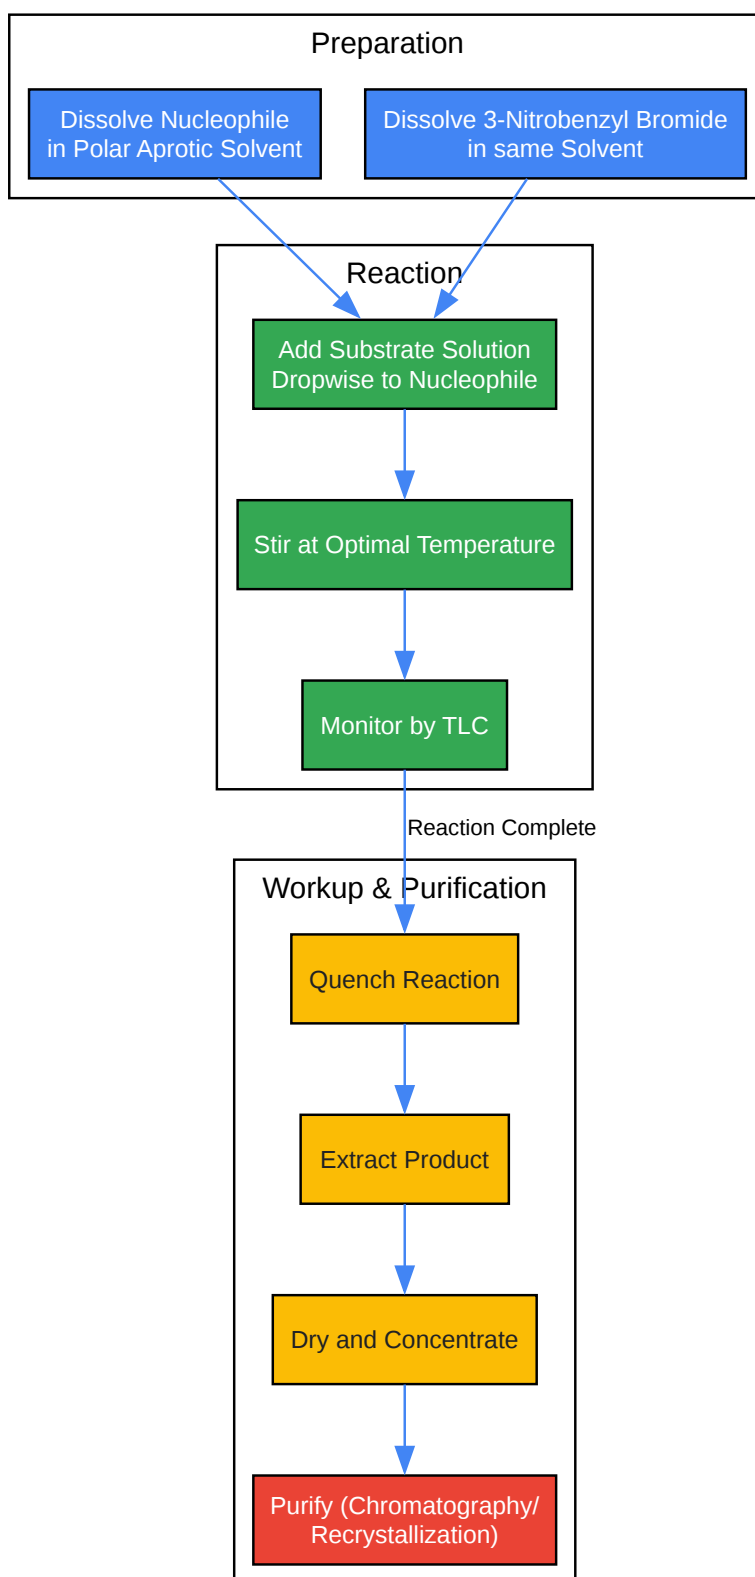 Preparation
Dissolve Nucleophile
in Polar Aprotic Solvent
Dissolve 3-Nitrobenzyl Bromide
in same Solvent
Reaction
Add Substrate Solution
Dropwise to Nucleophile
Stir at Optimal Temperature
Monitor by TLC
Reaction Complete
Workup & Purification
Quench Reaction
Extract Product
Dry and Concentrate
Purify (Chromatography/
Recrystallization)